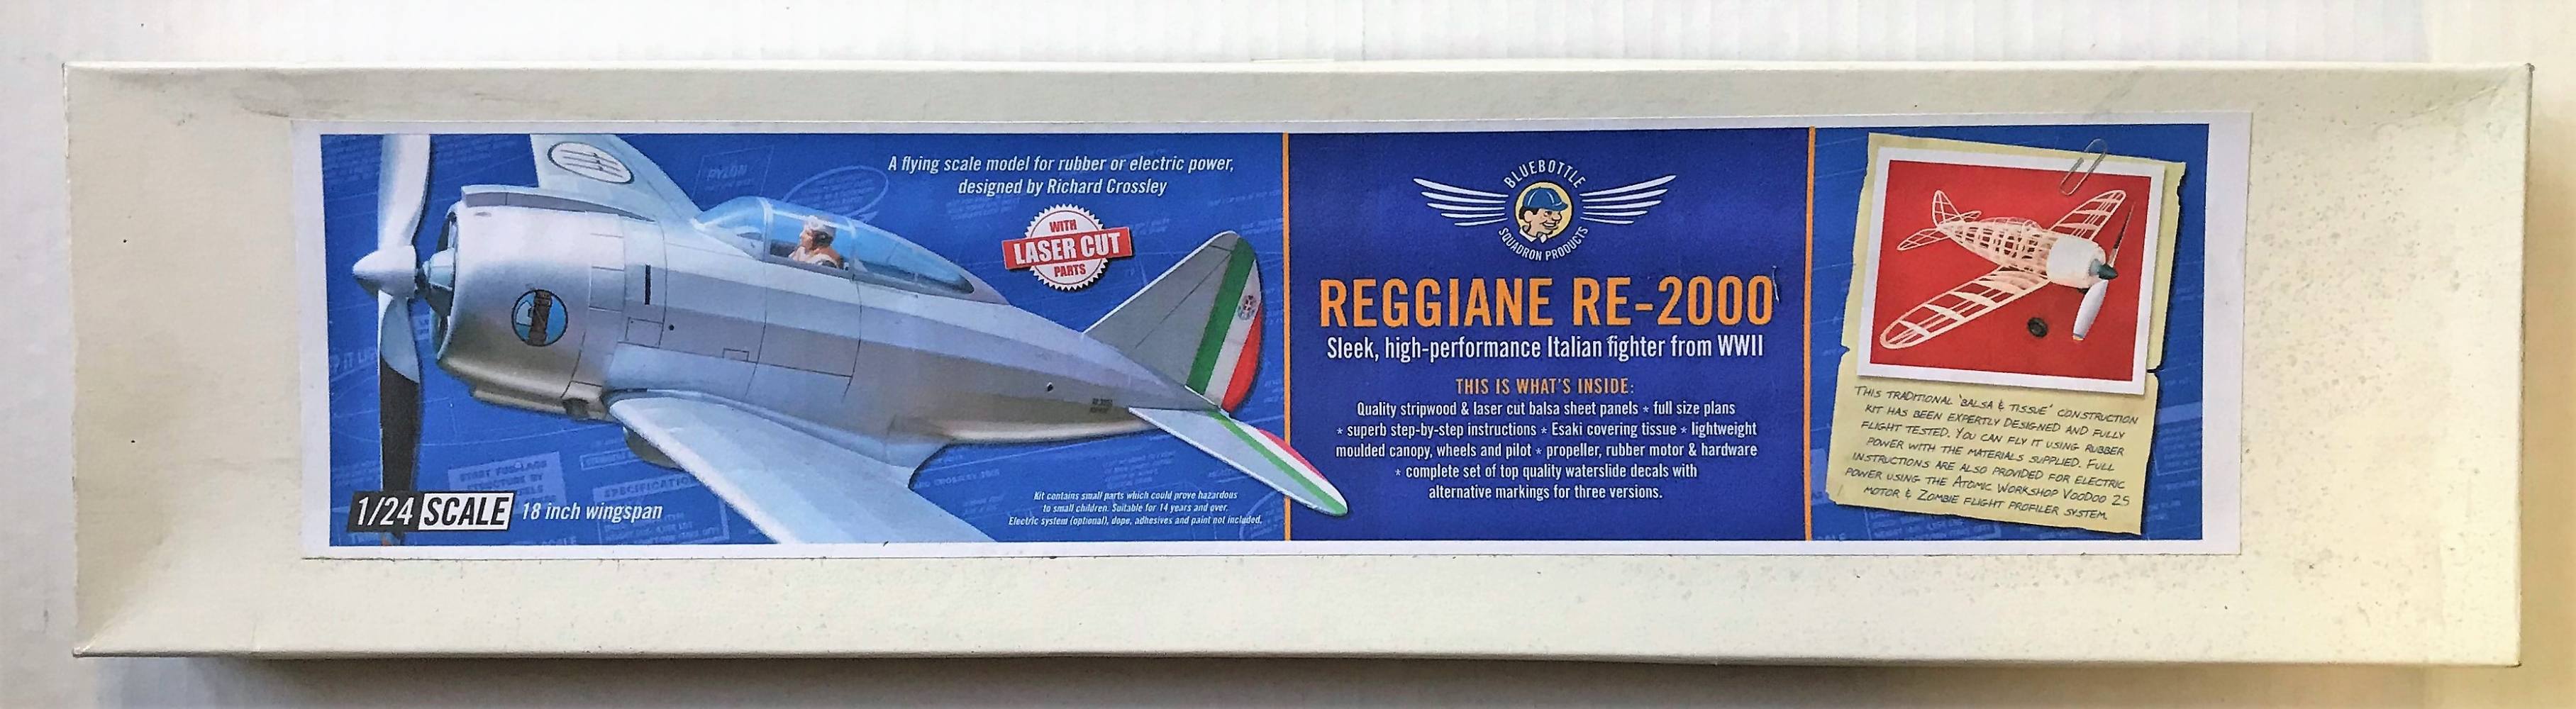 A flying scale model for rubber or electric power,
designed by Richard Crossley
WITH
LASER CUT
PARTS
1/24 SCALE 18 inch wingspan
Kit contains small parts which could prove hazardous
to small children. Suitable for 14 years and over.
Electric system (optional), dope, adhesives and paint not included.
BLUEBOTTLE
SQUADRON PRODUCTS
REGGIANE RE-2000
Sleek, high-performance Italian fighter from WWII
THIS IS WHAT'S INSIDE:
Quality stripwood & laser cut balsa sheet panels * full size plans
* superb step-by-step instructions * Esaki covering tissue * lightweight
moulded canopy, wheels and pilot * propeller, rubber motor & hardware
* complete set of top quality waterslide decals with
alternative markings for three versions.
THIS TRADITIONAL 'BALSA & TISSUE' CONSTRUCTION
KIT HAS BEEN EXPERTLY DESIGNED AND FULLY
FLIGHT TESTED. YOU CAN FLY IT USING RUBBER
POWER WITH THE MATERIALS SUPPLIED. FULL
INSTRUCTIONS ARE ALSO PROVIDED FOR ELECTRIC
POWER USING THE ATOMIC WORKSHOP VOODOO 25
MOTOR & ZOMBIE FLIGHT PROFILER SYSTEM.